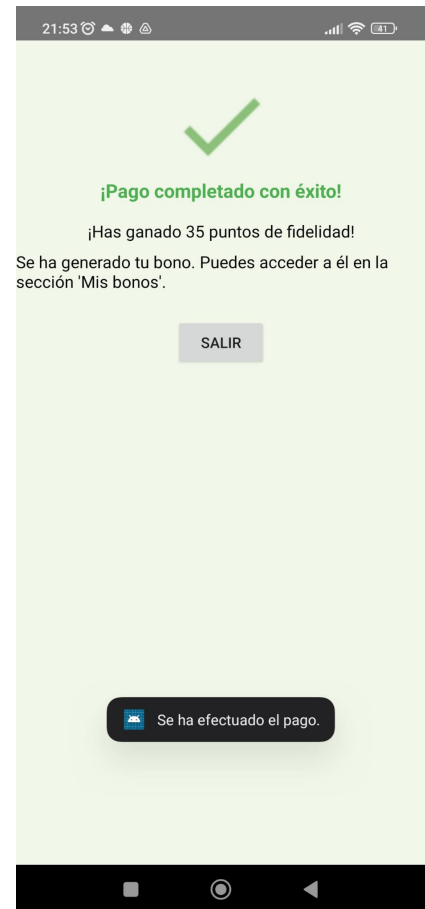 21:53
41
¡Pago completado con éxito!
¡Has ganado 35 puntos de fidelidad!
Se ha generado tu bono. Puedes acceder a él en la
sección 'Mis bonos'.
SALIR
Se ha efectuado el pago.